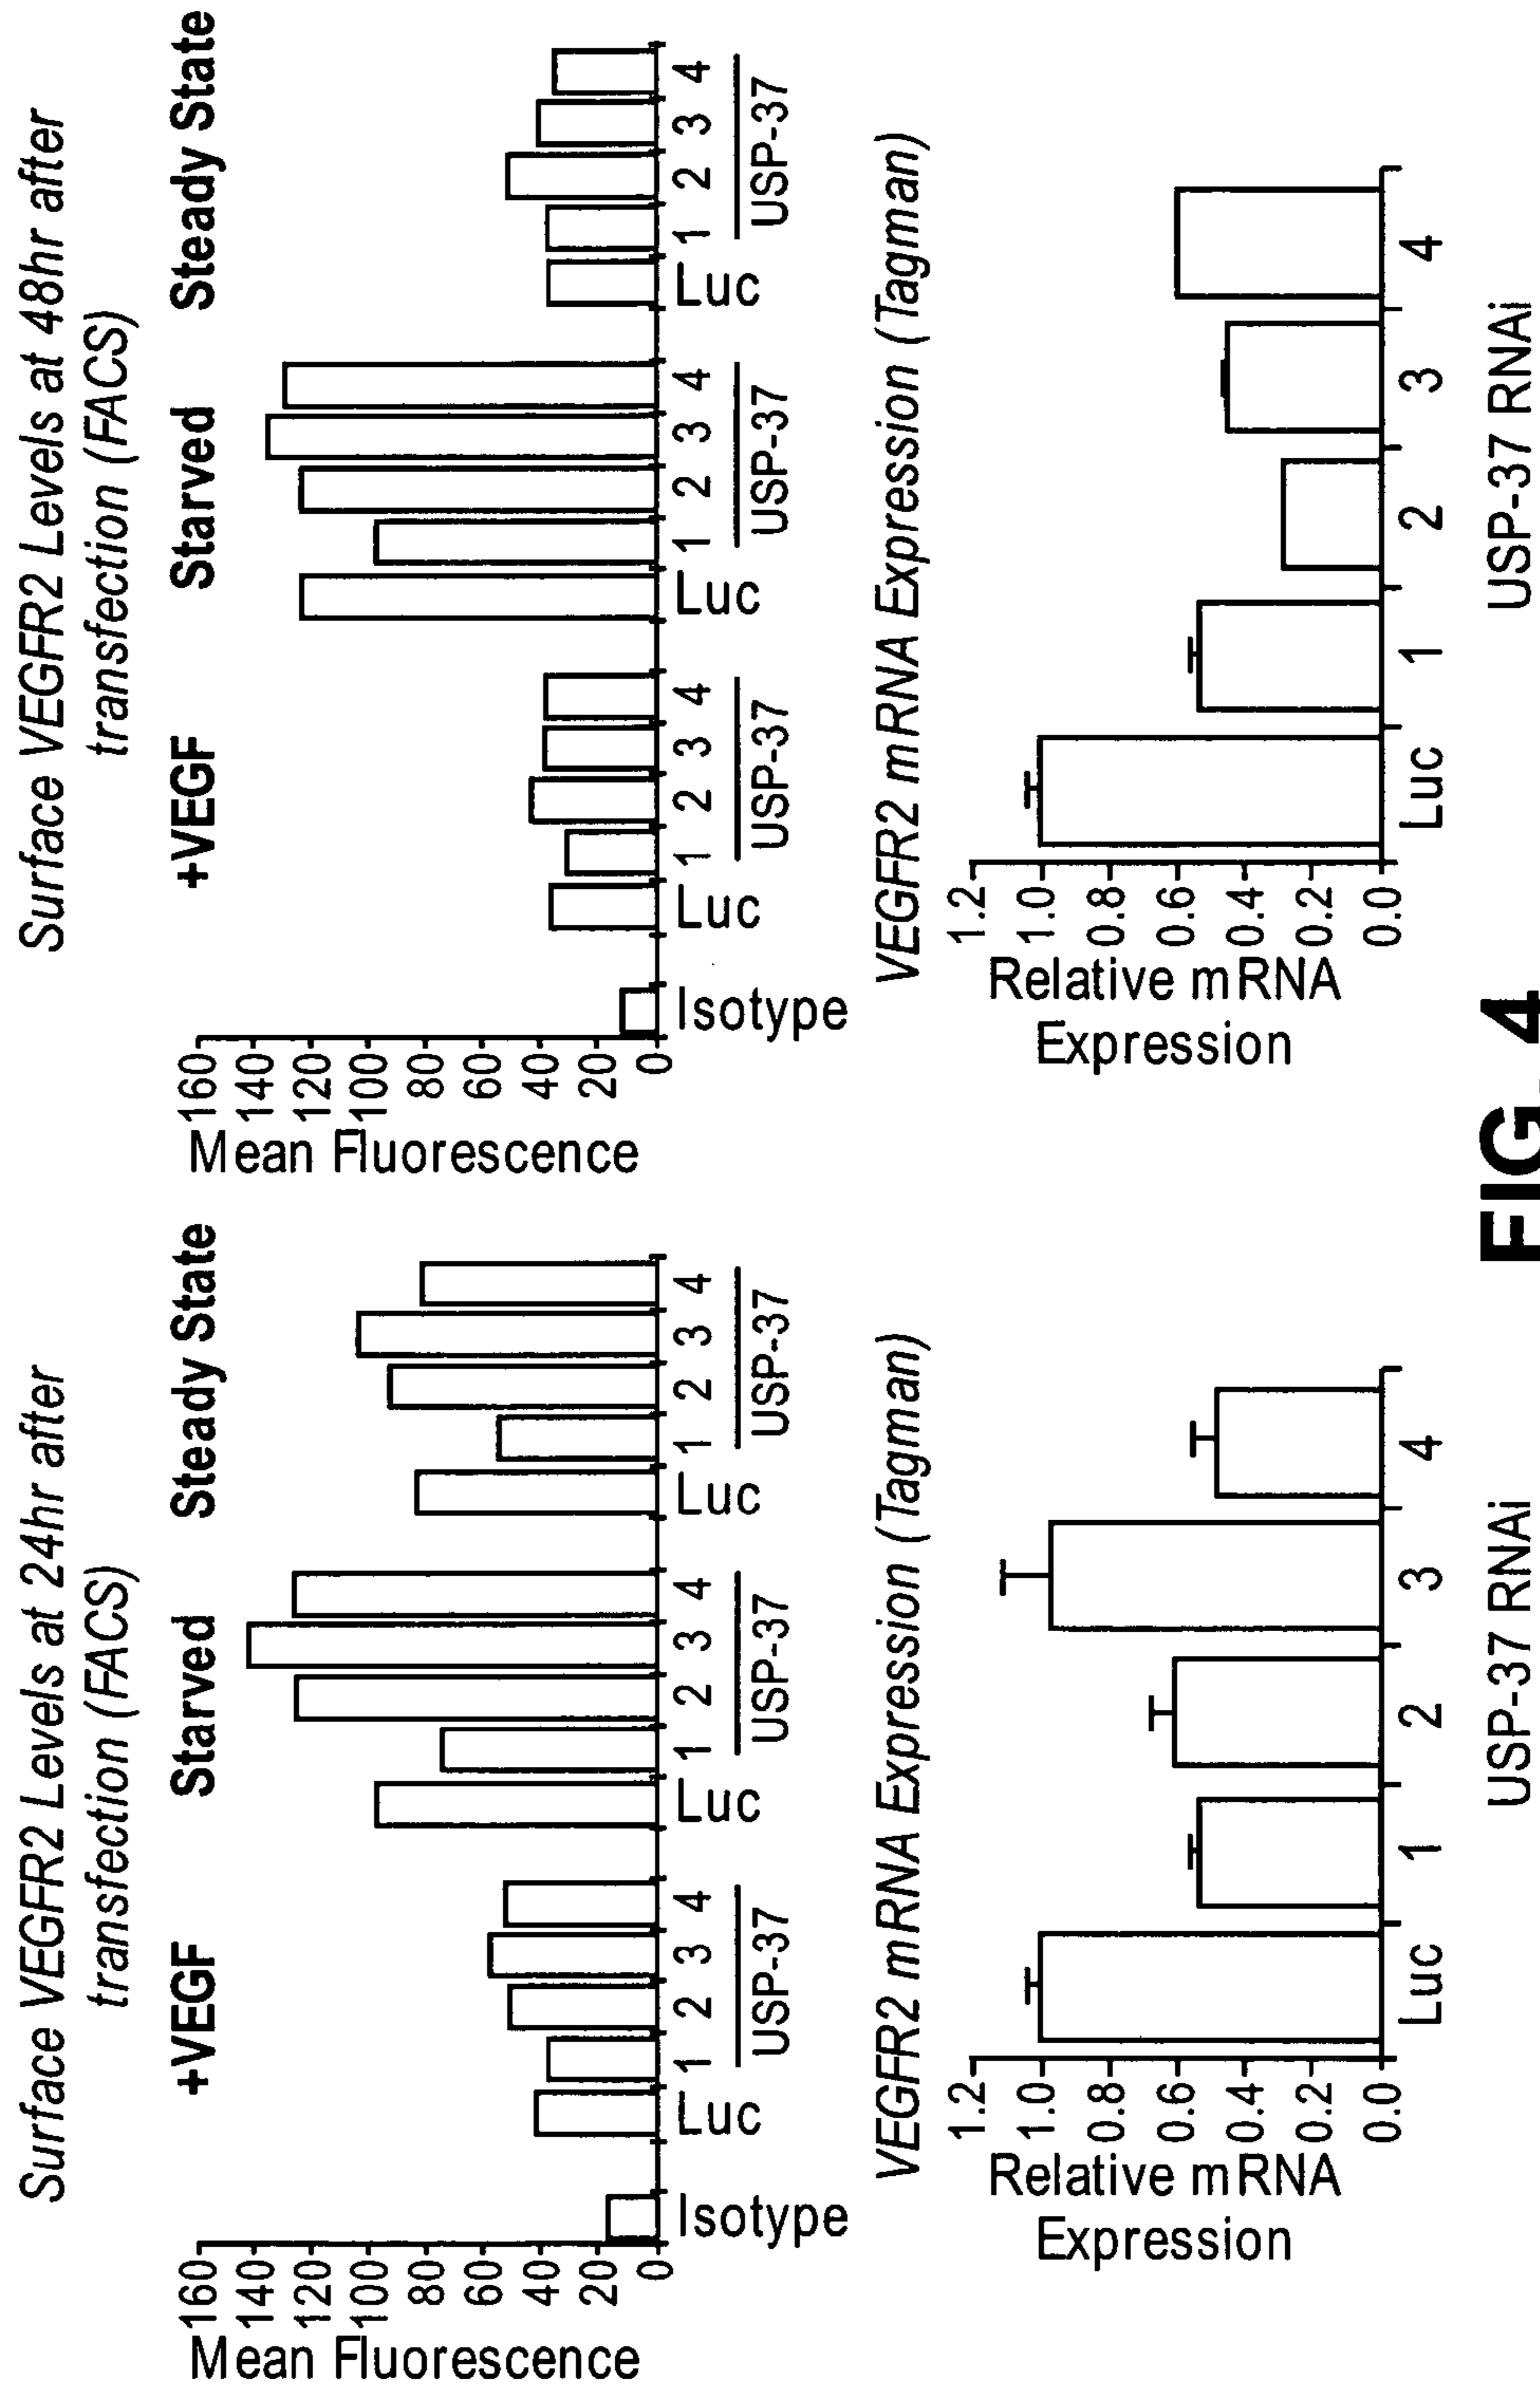 Surface VEGFR2 Levels at 24hr after
transfection (FACS)
+VEGF Starved Steady State
160
140
120
100
80
60
40
20
0
Mean Fluorescence
Isotype Luc 1 2 3 4 Luc 1 2 3 4 Luc 1 2 3 4
USP-37 USP-37 USP-37
VEGFR2 mRNA Expression (Tagman)
1.2
1.0
0.8
0.6
0.4
0.2
0.0
Relative mRNA
Expression
Luc 1 2 3 4
USP-37 RNAi
Surface VEGFR2 Levels at 48hr after
transfection (FACS)
+VEGF Starved Steady State
160
140
120
100
80
60
40
20
0
Mean Fluorescence
Isotype Luc 1 2 3 4 Luc 1 2 3 4 Luc 1 2 3 4
USP-37 USP-37 USP-37
VEGFR2 mRNA Expression (Tagman)
1.2
1.0
0.8
0.6
0.4
0.2
0.0
Relative mRNA
Expression
Luc 1 2 3 4
USP-37 RNAi
FIG. 4